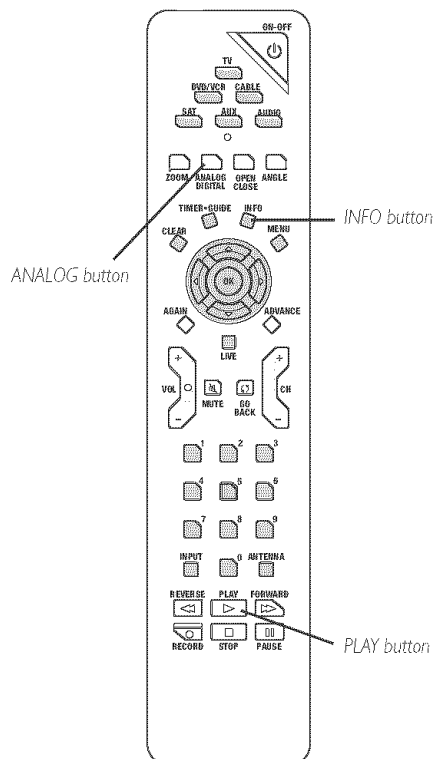 ON•OFF
TV
DVD/VCR CABLE
SAT AUX AUDIO
ZOOM ANALOG DIGITAL OPEN CLOSE ANGLE
TIMER•GUIDE INFO
INFO button
CLEAR MENU
ANALOG button
OK
AGAIN ADVANCE
LIVE
+ +
VOL CH
MUTE GO BACK
- -
1 2 3
4 5 6
7 8 9
INPUT 0 ANTENNA
REVERSE PLAY FORWARD
RECORD STOP PAUSE
PLAY button